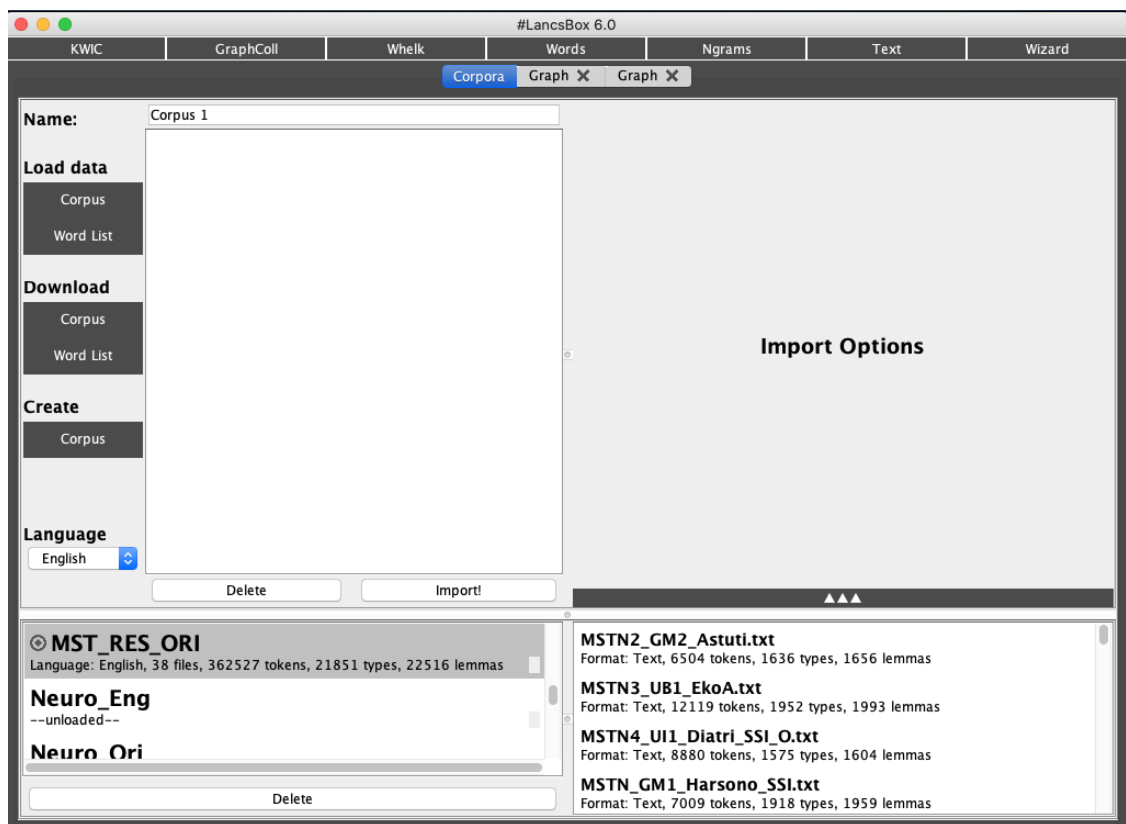 #LancsBox 6.0
KWIC GraphColl Whelk Words Ngrams Text Wizard
Corpora Graph Graph
Name: Corpus 1
Load data
Corpus
Word List
Download
Corpus
Word List
Import Options
Create
Corpus
Language
English
Delete Import!
MST_RES_ORI
Language: English, 38 files, 362527 tokens, 21851 types, 22516 lemmas
Neuro_Eng
--unloaded--
Neuro_Ori
Delete
MSTN2_GM2_Astuti.txt
Format: Text, 6504 tokens, 1636 types, 1656 lemmas
MSTN3_UB1_EkoA.txt
Format: Text, 12119 tokens, 1952 types, 1993 lemmas
MSTN4_UI1_Diatri_SSI_O.txt
Format: Text, 8880 tokens, 1575 types, 1604 lemmas
MSTN_GM1_Harsono_SSI.txt
Format: Text, 7009 tokens, 1918 types, 1959 lemmas